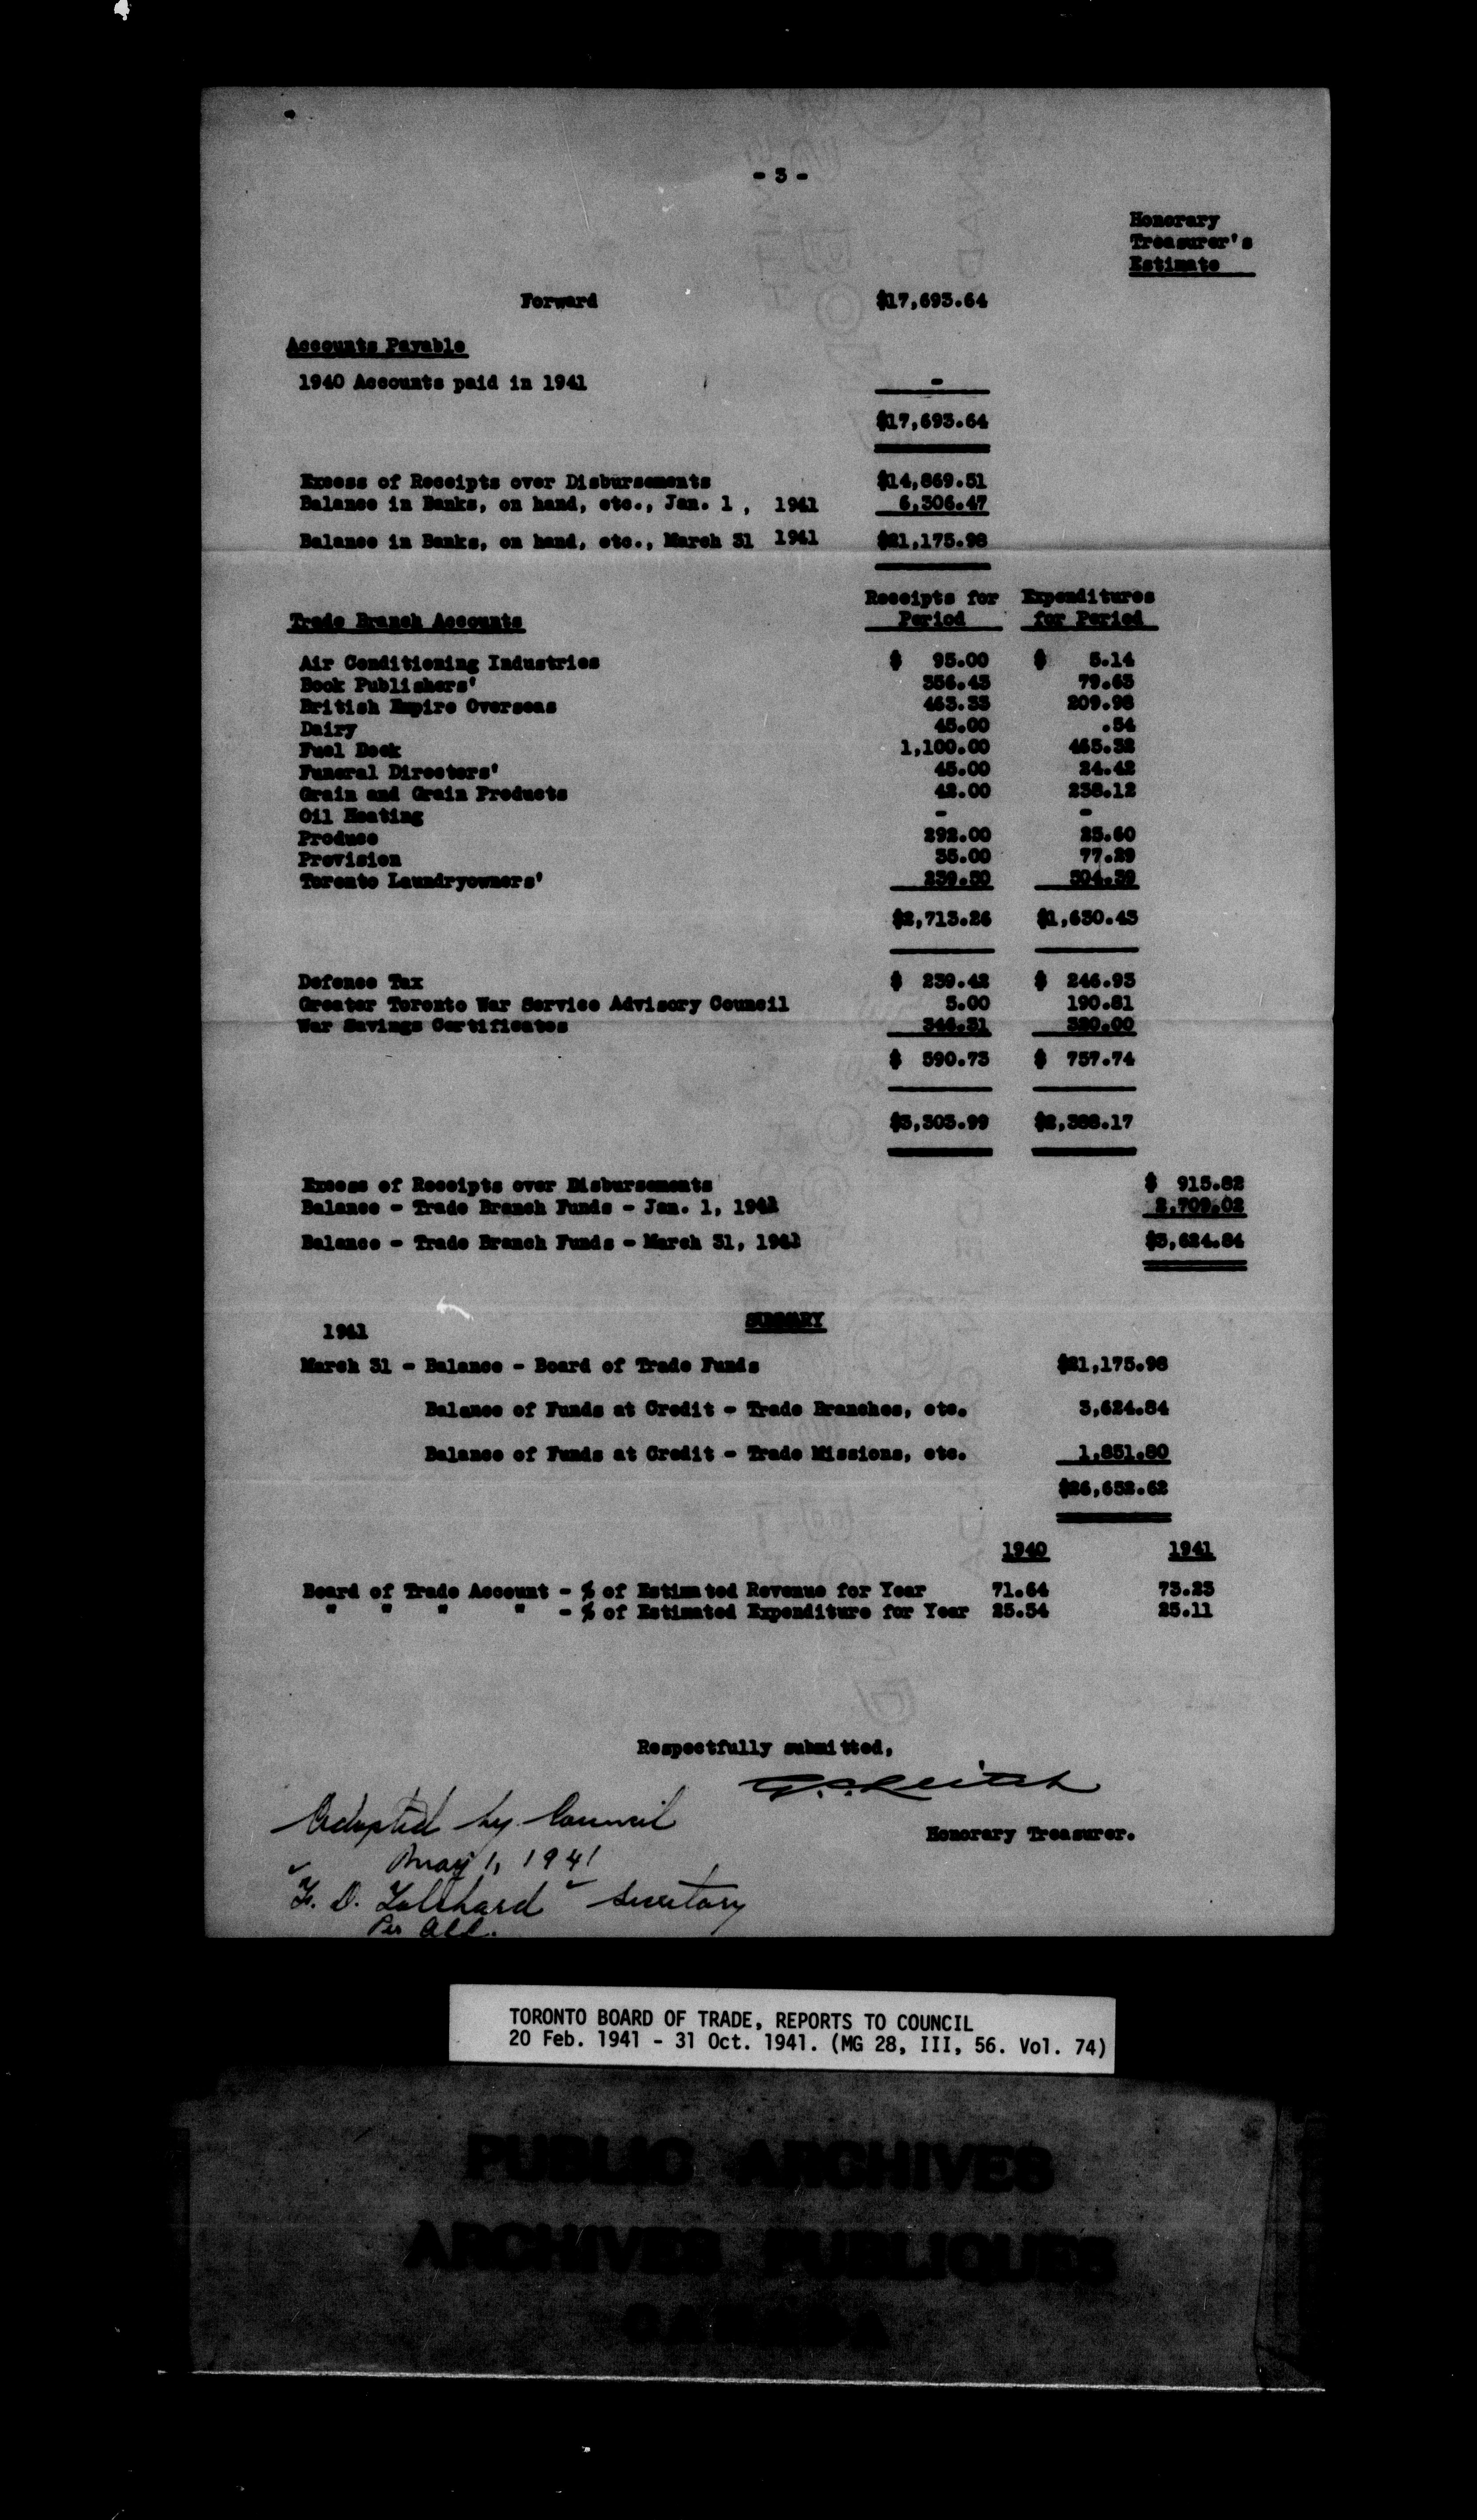 - 3 -
Honorary
Treasurer's
Estimate
Forward $17,693.64
Accounts Payable
1940 Accounts paid in 1941 -
$17,693.64
Excess of Receipts over Disbursements $14,869.51
Balance in Banks, on hand, etc., Jan. 1, 1941 6,306.47
Balance in Banks, on hand, etc., March 31 1941 $21,175.98
Receipts for Expenditures
Trade Branch Accounts Period for Period
Air Conditioning Industries $ 95.00 $ 5.14
Book Publishers' 356.43 79.63
British Empire Overseas 463.33 209.98
Dairy 45.00 .54
Fuel Dock 1,100.00 465.32
Funeral Directors' 45.00 24.42
Grain and Grain Products 42.00 238.12
Oil Heating - -
Produce 292.00 25.60
Provision 35.00 77.29
Toronto Laundryowners' 239.50 504.39
$2,713.26 $1,630.43
Defence Tax $ 239.42 $ 246.93
Greater Toronto War Service Advisory Council 5.00 190.81
War Savings Certificates 346.31 320.00
$ 590.73 $ 757.74
$3,303.99 $2,388.17
Excess of Receipts over Disbursements $ 915.82
Balance - Trade Branch Funds - Jan. 1, 1941 2,709.02
Balance - Trade Branch Funds - March 31, 1941 $3,624.84
SUMMARY
1941
March 31 - Balance - Board of Trade Funds $21,175.98
Balance of Funds at Credit - Trade Branches, etc. 3,624.84
Balance of Funds at Credit - Trade Missions, etc. 1,851.80
$26,652.62
1940 1941
Board of Trade Account - % of Estimated Revenue for Year 71.64 73.23
" " " " - % of Estimated Expenditure for Year 25.54 25.11
Respectfully submitted,
Honorary Treasurer.
Adopted by Council
May 1, 1941
F. D. Tolchard - Secretary
Per
TORONTO BOARD OF TRADE, REPORTS TO COUNCIL
20 Feb. 1941 - 31 Oct. 1941. (MG 28, III, 56. Vol. 74)
PUBLIC ARCHIVES
ARCHIVES PUBLIQUES
CANADA